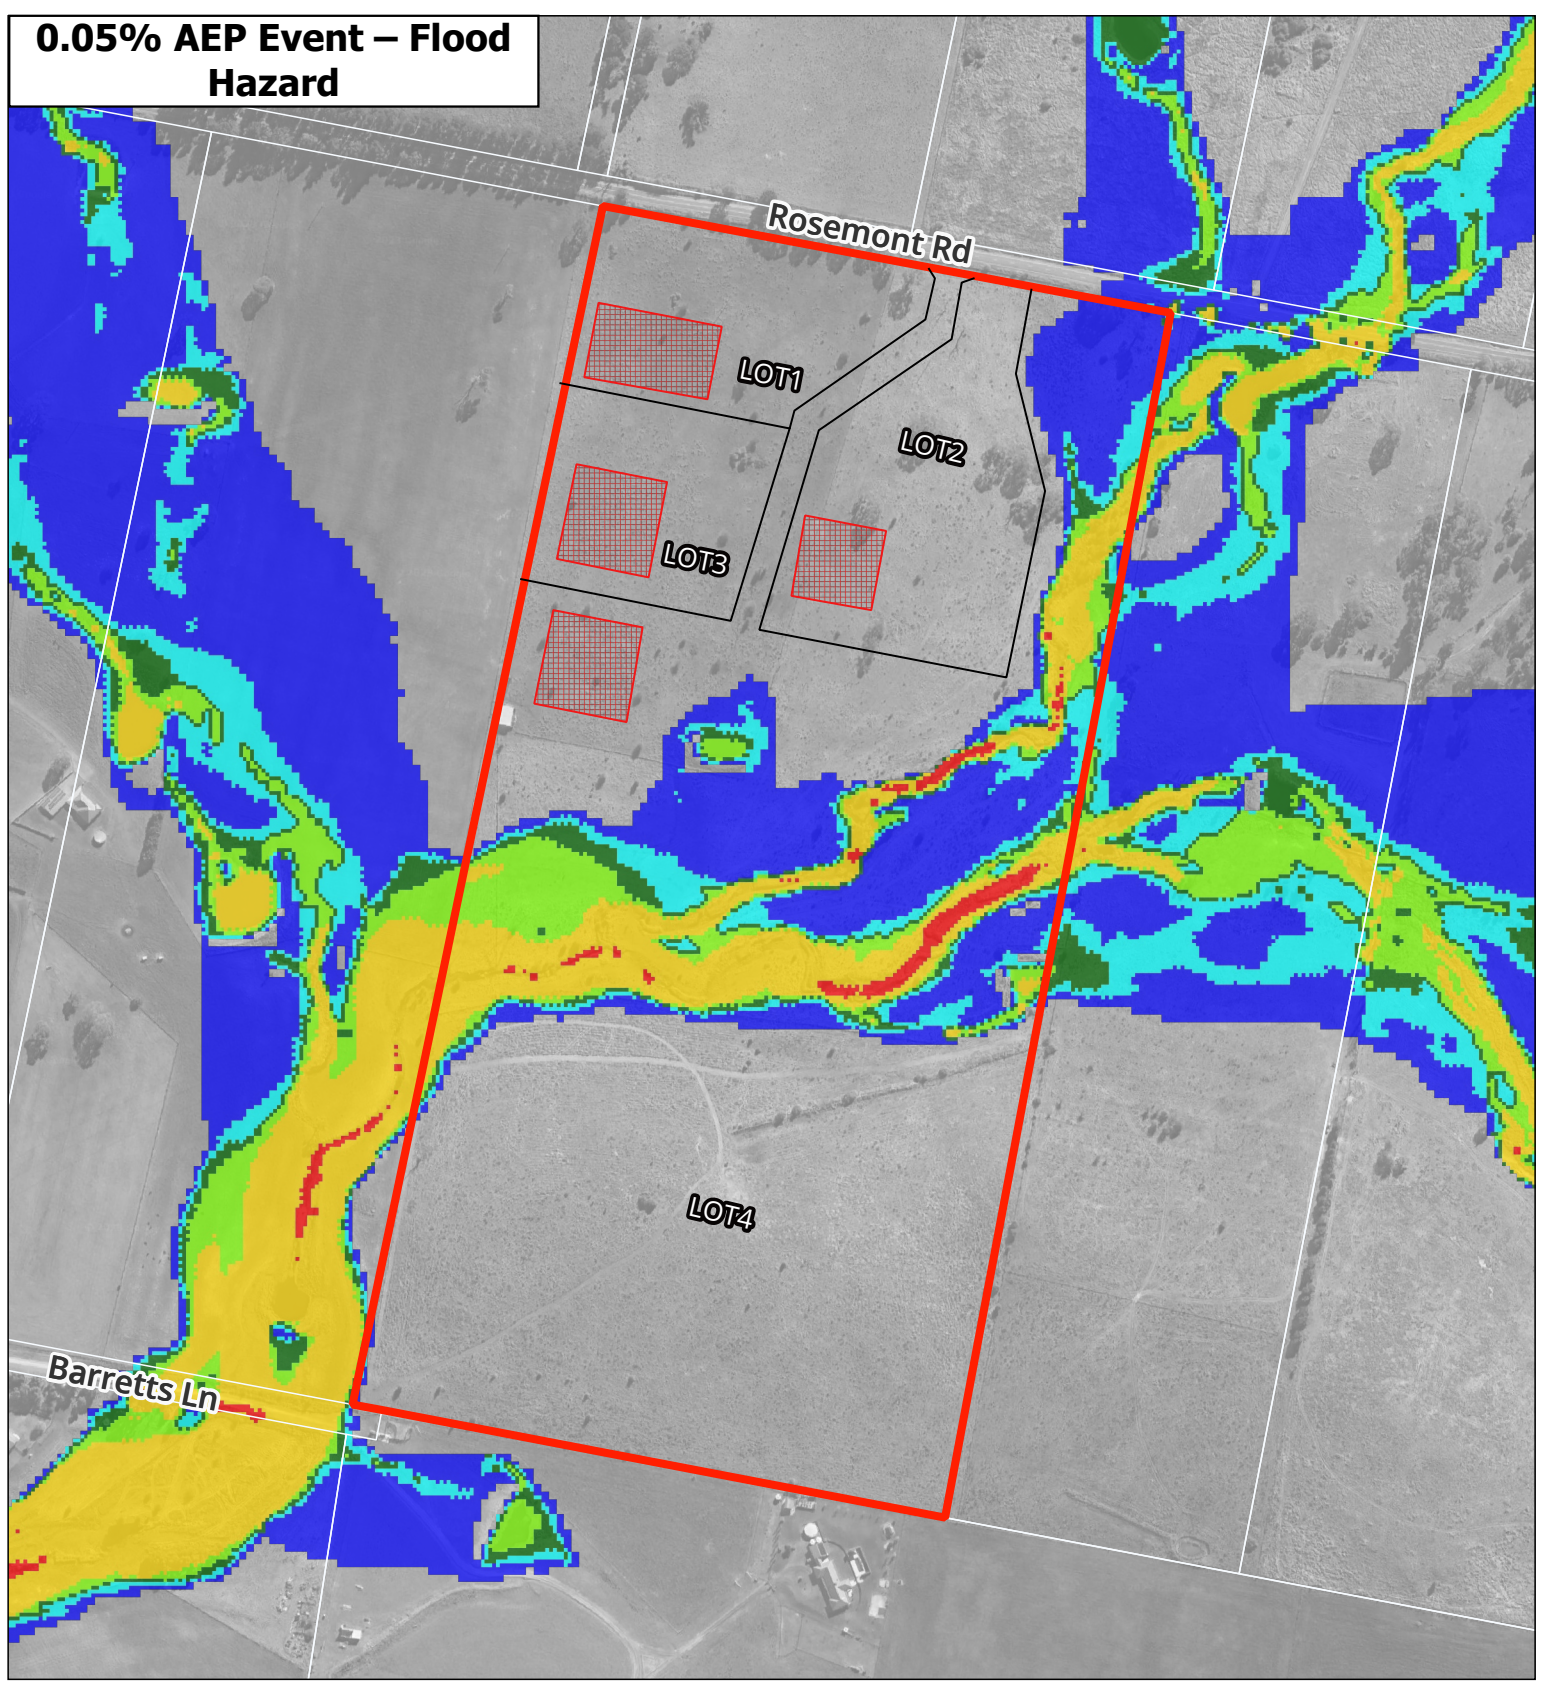 0.05% AEP Event – Flood
Hazard
Rosemont Rd
LOT1
LOT2
LOT3
LOT4
Barretts Ln